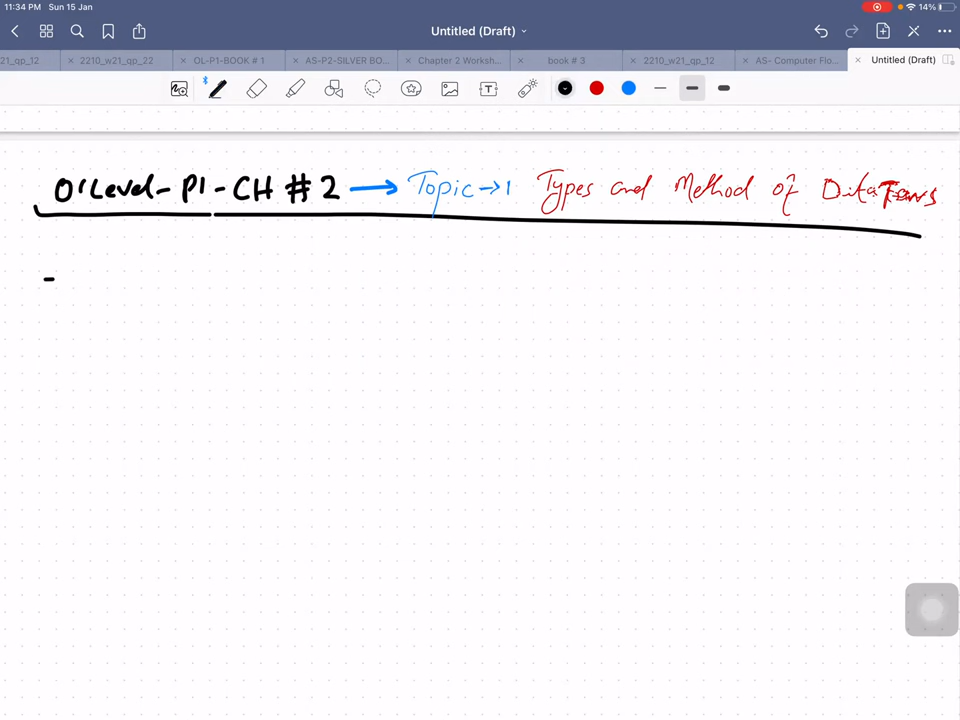 11:34 PM Sun 15 Jan
14%
Untitled (Draft)
21_qp_12
2210_w21_qp_22
OL-P1-BOOK # 1
AS-P2-SILVER BO...
Chapter 2 Worksh...
book # 3
2210_w21_qp_12
AS- Computer Flo...
Untitled (Draft)
T
O'Level- P1 - CH # 2 → Topic → 1 Types and Method of Data
-